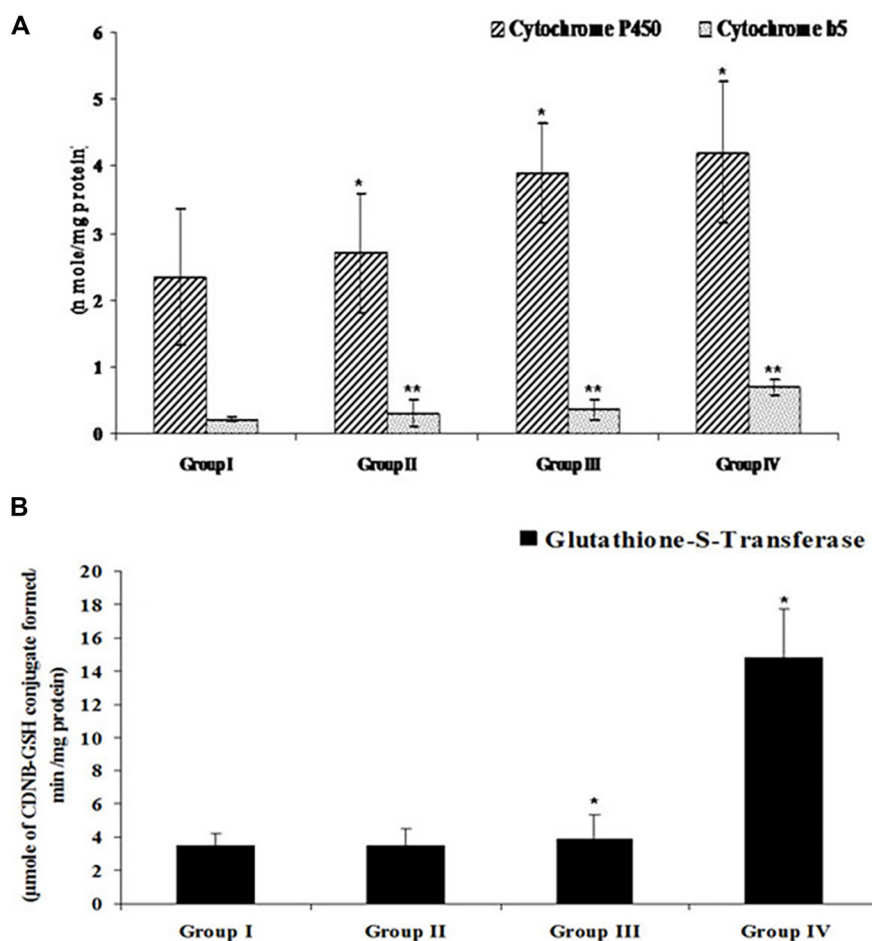 A
Cytochrome P450 Cytochrome b5
(n mole/mg protein)
6
5
4
3
2
1
0
*
*
*
**
**
**
Group I Group II Group III Group IV
B
Glutathione-S-Transferase
(µmole of CDNB-GSH conjugate formed/
min /mg protein)
20
18
16
14
12
10
8
6
4
2
0
*
*
Group I Group II Group III Group IV